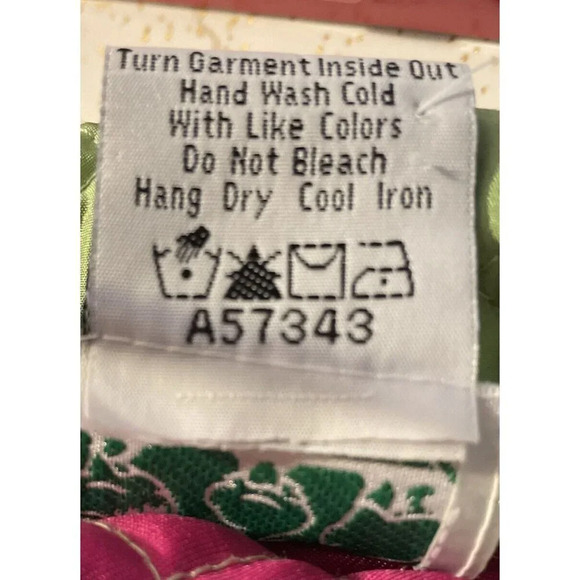 Turn Garment Inside Out
Hand Wash Cold
With Like Colors
Do Not Bleach
Hang Dry Cool Iron
A57343